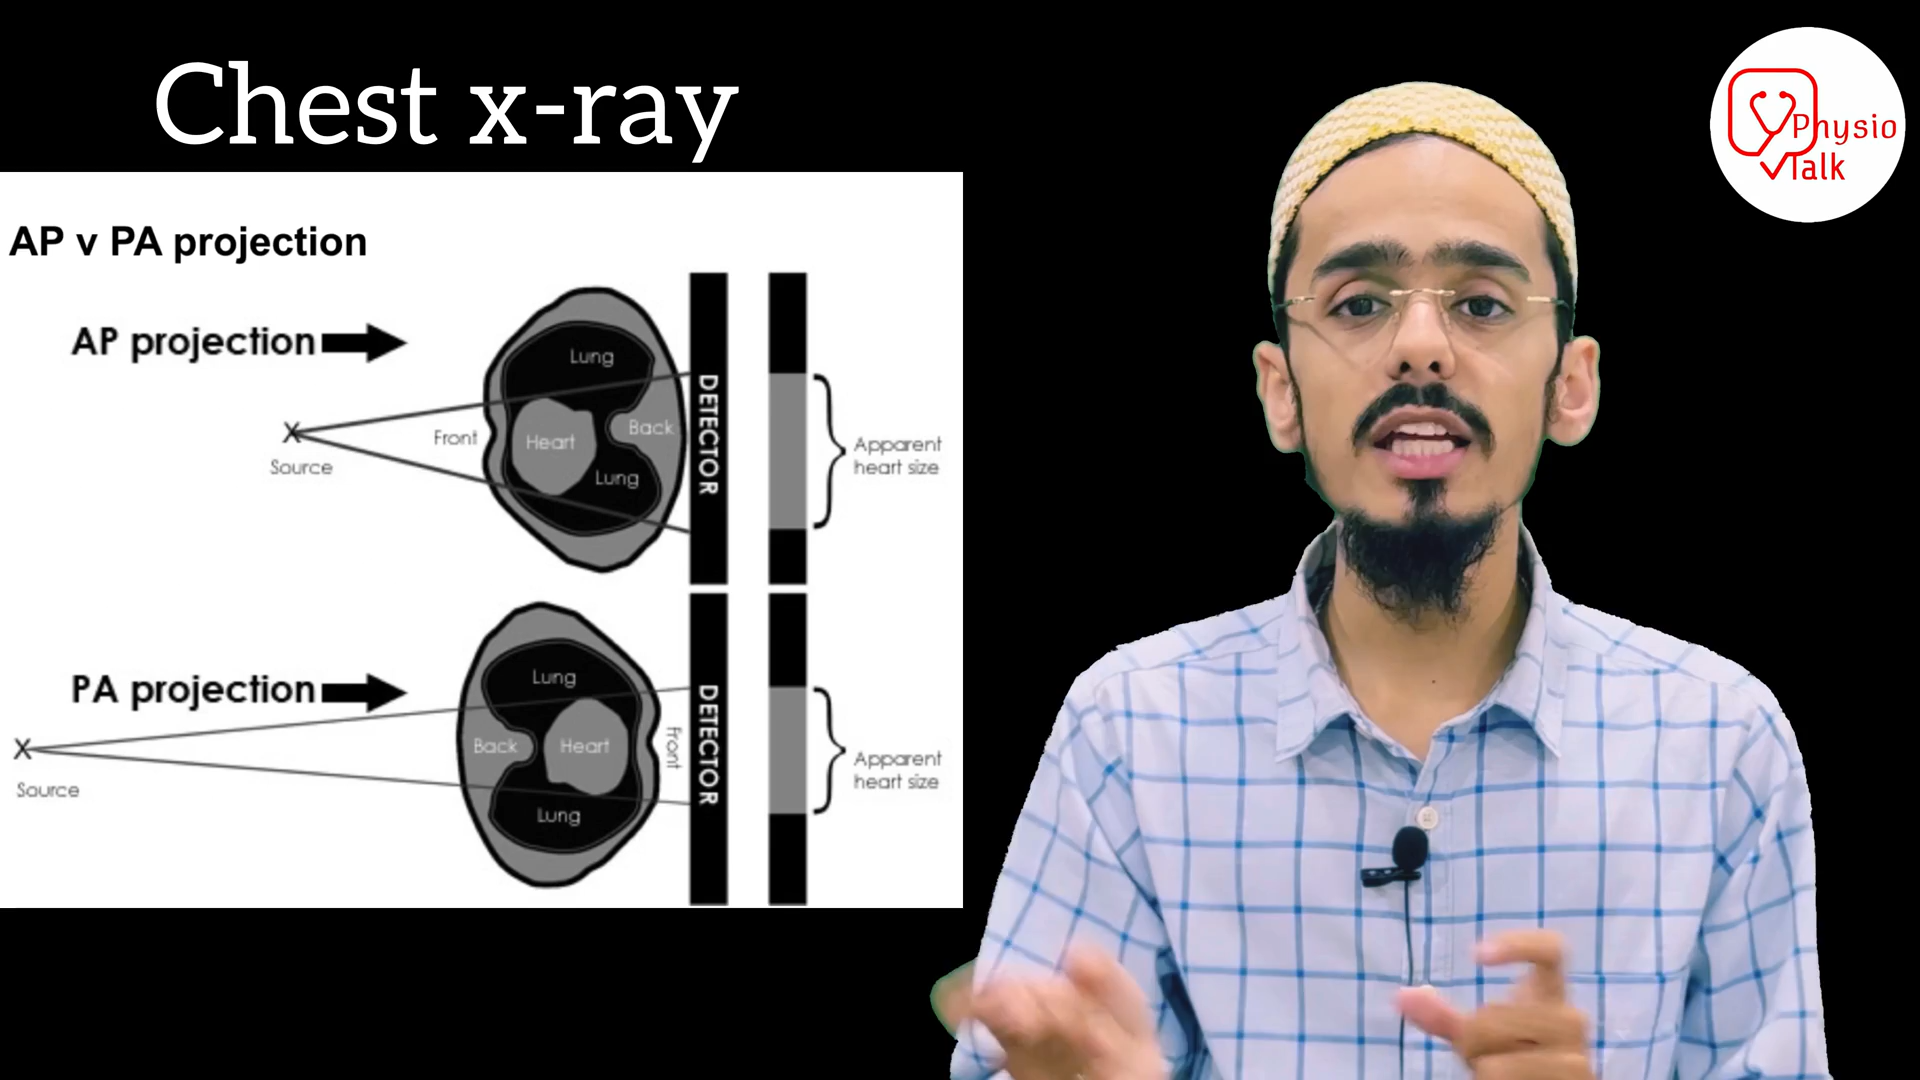 Chest x-ray
Physio
Talk
AP v PA projection
AP projection
Lung
Heart
Back
Lung
Front
X
Source
DETECTOR
Apparent
heart size
PA projection
Lung
Back
Heart
Front
Lung
X
Source
DETECTOR
Apparent
heart size